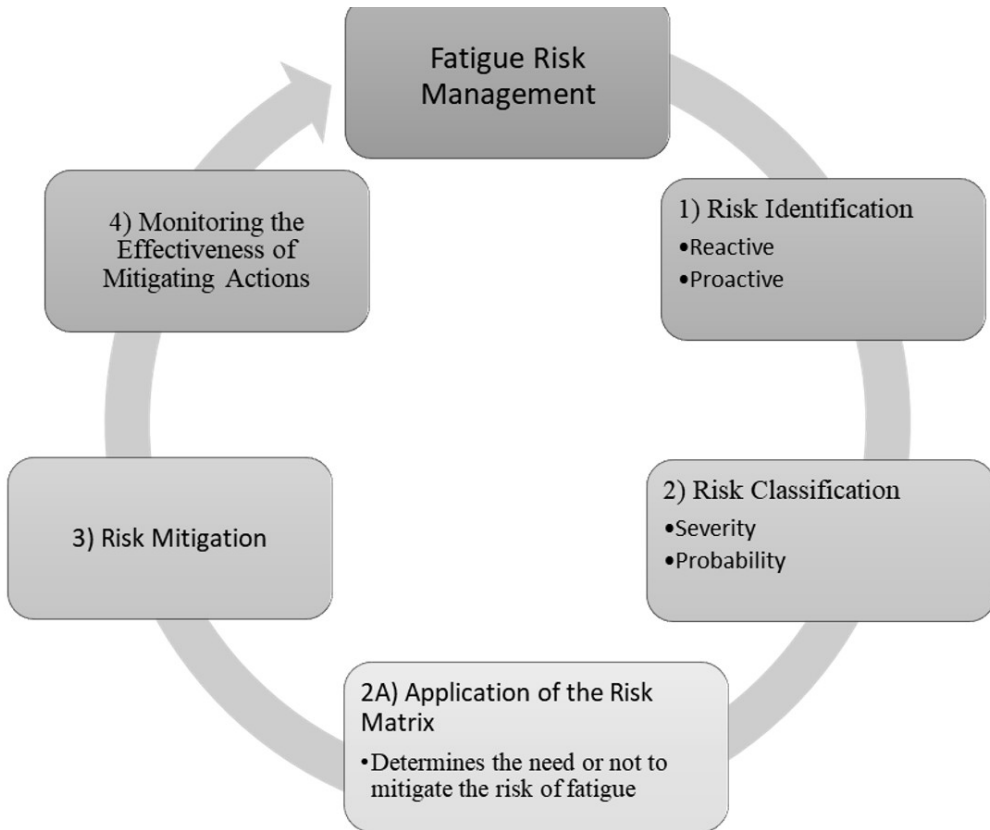 Fatigue Risk
Management
1) Risk Identification
•Reactive
•Proactive
2) Risk Classification
•Severity
•Probability
2A) Application of the Risk
Matrix
•Determines the need or not to
mitigate the risk of fatigue
3) Risk Mitigation
4) Monitoring the
Effectiveness of
Mitigating Actions